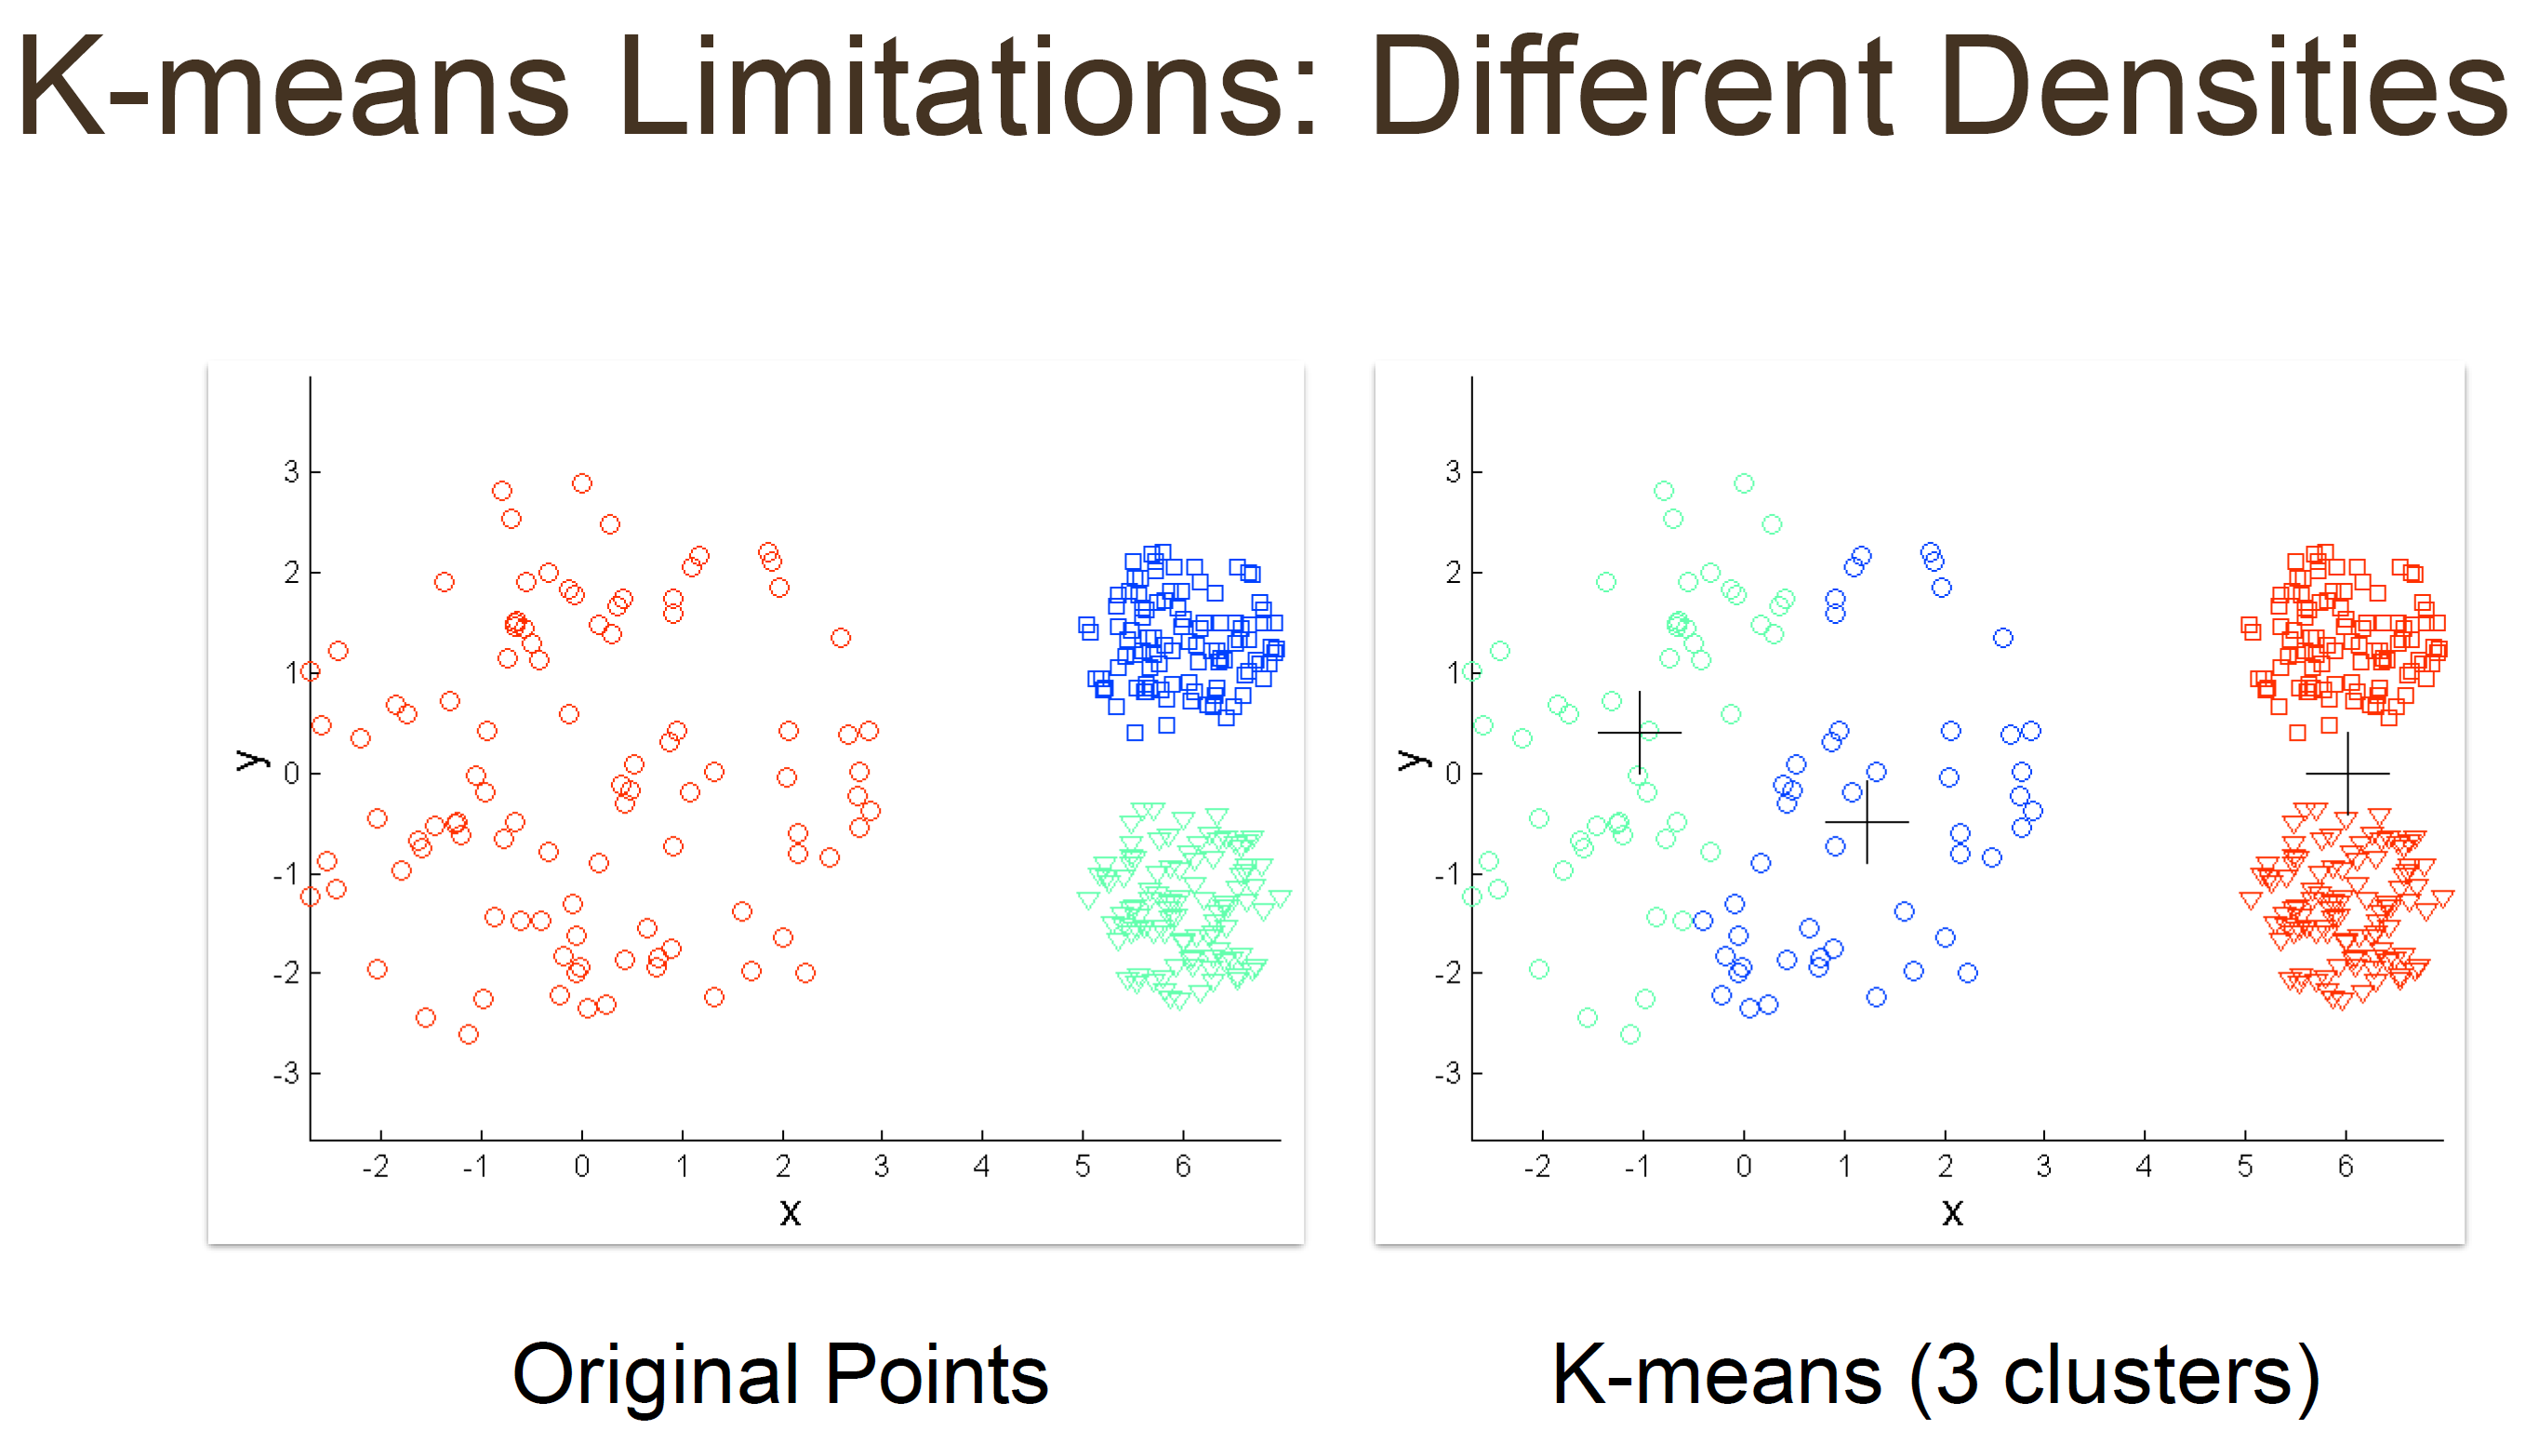 K-means Limitations: Different Densities
3
2
1
0
-1
-2
-3
y
-2 -1 0 1 2 3 4 5 6
x
3
2
1
0
-1
-2
-3
y
-2 -1 0 1 2 3 4 5 6
x
Original Points
K-means (3 clusters)